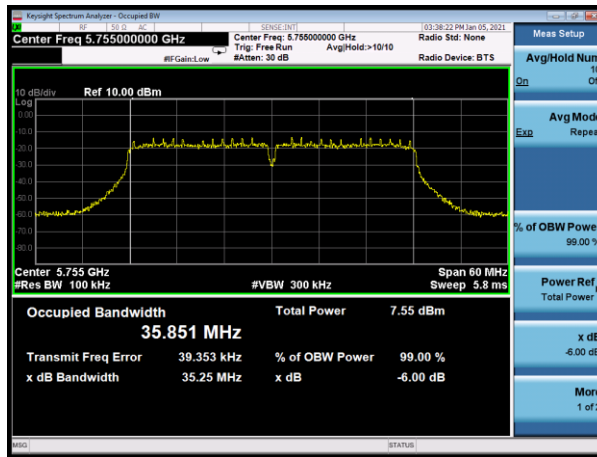 Keysight Spectrum Analyzer - Occupied BW
RF 50 Ω AC SENSE:INT 03:38:22 PM Jan 05, 2021
Center Freq 5.755000000 GHz Center Freq: 5.755000000 GHz Radio Std: None
Trig: Free Run Avg|Hold:>10/10
#IFGain:Low #Atten: 30 dB Radio Device: BTS
10 dB/div Ref 10.00 dBm
Log
0.00
-10.0
-20.0
-30.0
-40.0
-50.0
-60.0
-70.0
-80.0
Center 5.755 GHz Span 60 MHz
#Res BW 100 kHz #VBW 300 kHz Sweep 5.8 ms
Occupied Bandwidth Total Power 7.55 dBm
35.851 MHz
Transmit Freq Error 39.353 kHz % of OBW Power 99.00 %
x dB Bandwidth 35.25 MHz x dB -6.00 dB
MSG STATUS
Meas Setup
Avg/Hold Num
10
On Of
Avg Mode
Exp Repea
% of OBW Powe
99.00 %
Power Ref
Total Power
x dB
-6.00 dB
More
1 of